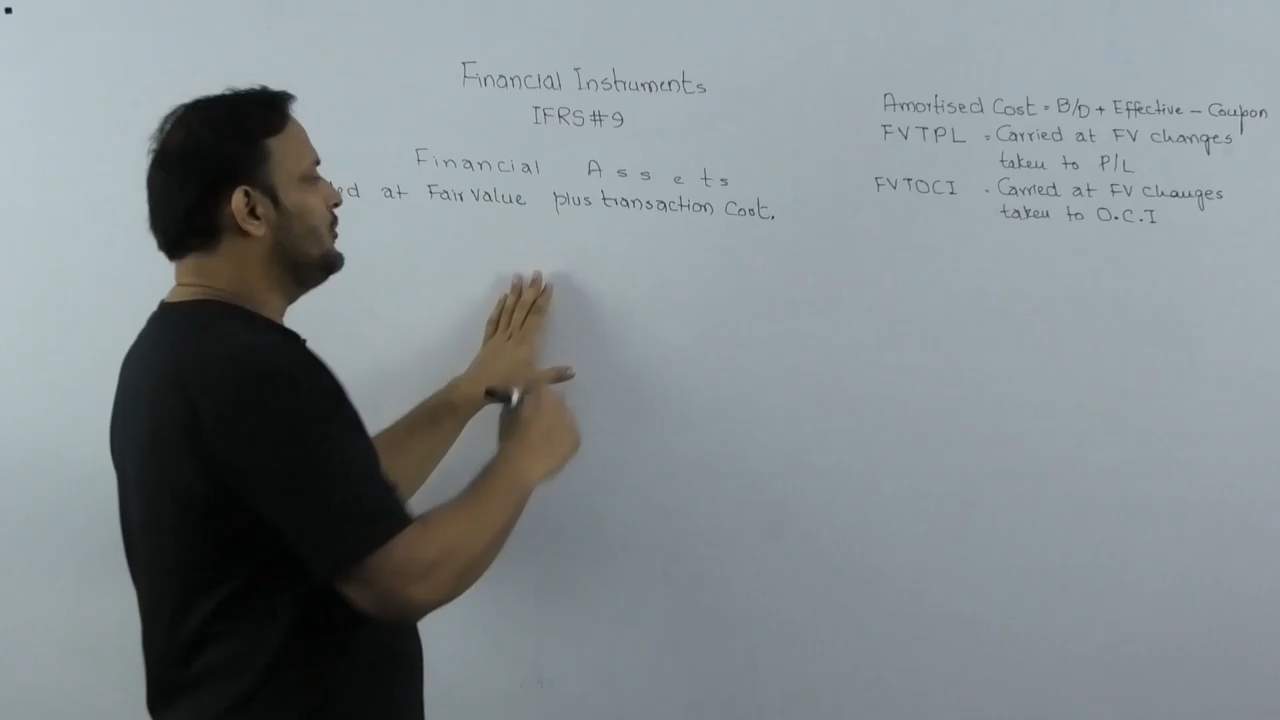 Financial Instruments
IFRS#9
Financial Assets
at Fair Value plus transaction Cost.
Amortised Cost = B/D + Effective - Coupon
FVTPL = Carried at FV changes
taken to P/L
FVTOCI . Carried at FV changes
taken to O.C.I